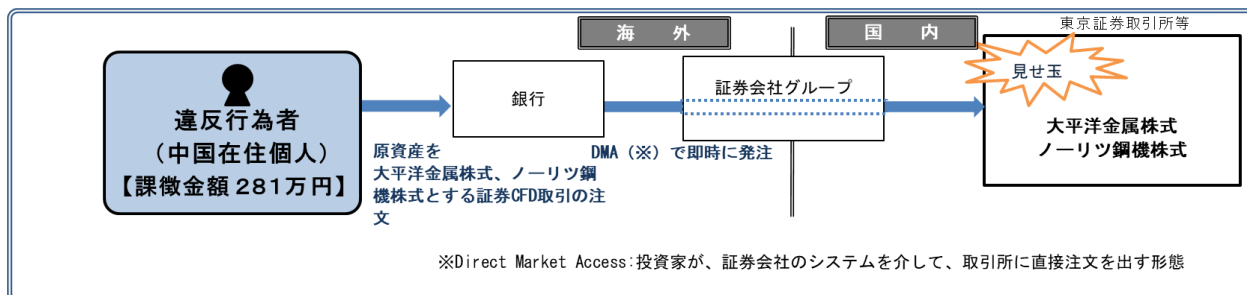 東京証券取引所等
海　外
国　内
見せ玉
違反行為者
（中国在住個人）
【課徴金額281万円】
銀行
証券会社グループ
大平洋金属株式
ノーリツ鋼機株式
原資産を
大平洋金属株式、ノーリツ鋼
機株式とする証券CFD取引の注
文
DMA（※）で即時に発注
※Direct Market Access:投資家が、証券会社のシステムを介して、取引所に直接注文を出す形態